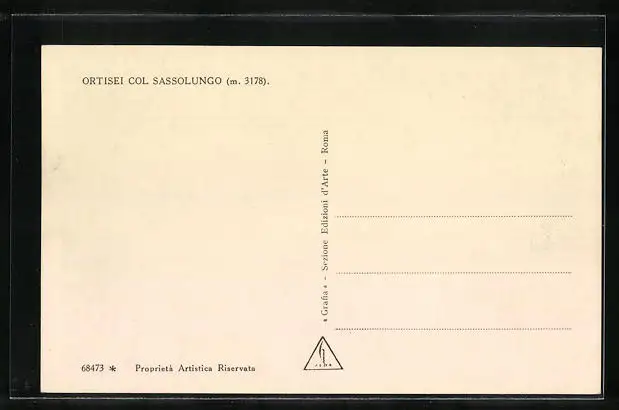 ORTISEI COL SASSOLUNGO (m. 3178).
« Grafia » - Sezione Edizioni d'Arte - Roma
68473 * Proprietà Artistica Riservata